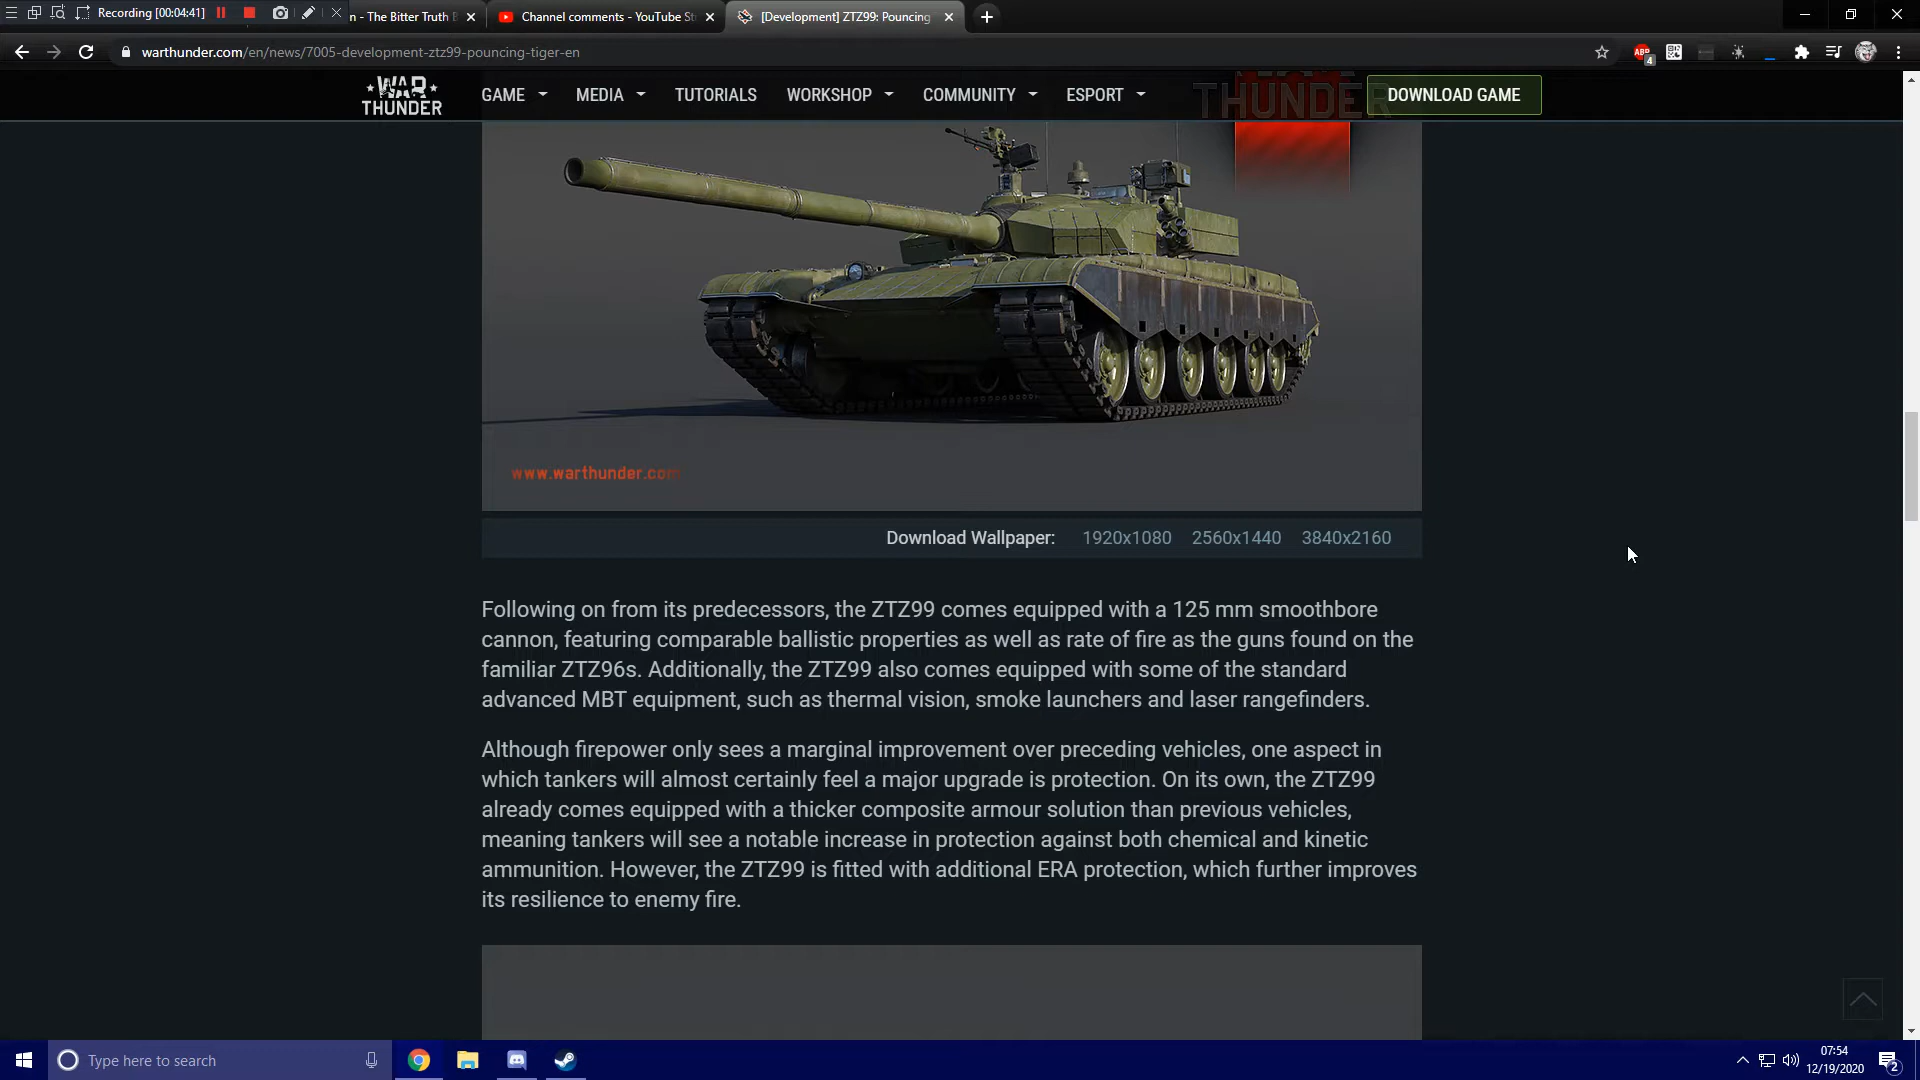 Recording [00:04:41]
n - The Bitter Truth B
Channel comments - YouTube St
[Development] ZTZ99: Pouncing
warthunder.com/en/news/7005-development-ztz99-pouncing-tiger-en
ABP
4
WAR
THUNDER
GAME
MEDIA
TUTORIALS
WORKSHOP
COMMUNITY
ESPORT
THUNDER
DOWNLOAD GAME
www.warthunder.com
Download Wallpaper: 1920x1080 2560x1440 3840x2160
Following on from its predecessors, the ZTZ99 comes equipped with a 125 mm smoothbore
cannon, featuring comparable ballistic properties as well as rate of fire as the guns found on the
familiar ZTZ96s. Additionally, the ZTZ99 also comes equipped with some of the standard
advanced MBT equipment, such as thermal vision, smoke launchers and laser rangefinders.
Although firepower only sees a marginal improvement over preceding vehicles, one aspect in
which tankers will almost certainly feel a major upgrade is protection. On its own, the ZTZ99
already comes equipped with a thicker composite armour solution than previous vehicles,
meaning tankers will see a notable increase in protection against both chemical and kinetic
ammunition. However, the ZTZ99 is fitted with additional ERA protection, which further improves
its resilience to enemy fire.
Type here to search
07:54
12/19/2020
2